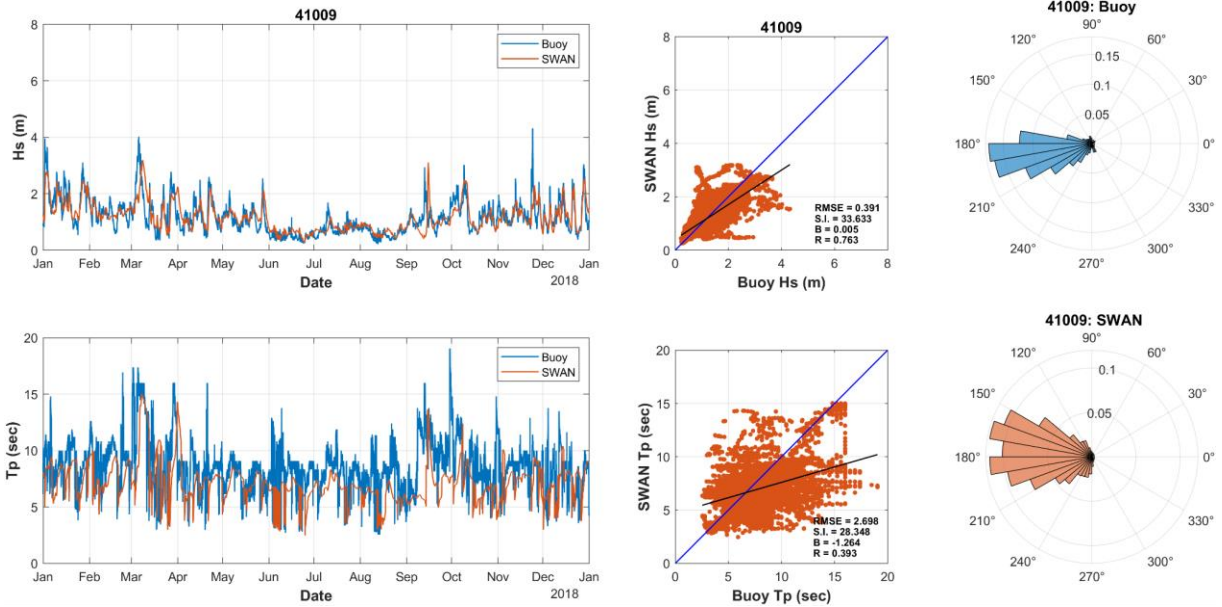 41009
8
6
4
2
0
Hs (m)
Buoy
SWAN
Jan Feb Mar Apr May Jun Jul Aug Sep Oct Nov Dec Jan
Date
2018
41009
8
6
4
2
0
SWAN Hs (m)
RMSE = 0.391
S.I. = 33.633
B = 0.005
R = 0.763
0 2 4 6 8
Buoy Hs (m)
41009: Buoy
90°
120° 60°
0.15
150° 0.1 30°
0.05
180° 0°
210° 330°
240° 300°
270°
20
15
10
5
0
Tp (sec)
Buoy
SWAN
Jan Feb Mar Apr May Jun Jul Aug Sep Oct Nov Dec Jan
Date
2018
20
15
10
5
0
SWAN Tp (sec)
RMSE = 2.698
S.I. = 28.348
B = -1.264
R = 0.393
0 5 10 15 20
Buoy Tp (sec)
41009: SWAN
90°
120° 60°
0.1
150° 30°
0.05
180° 0°
210° 330°
240° 300°
270°